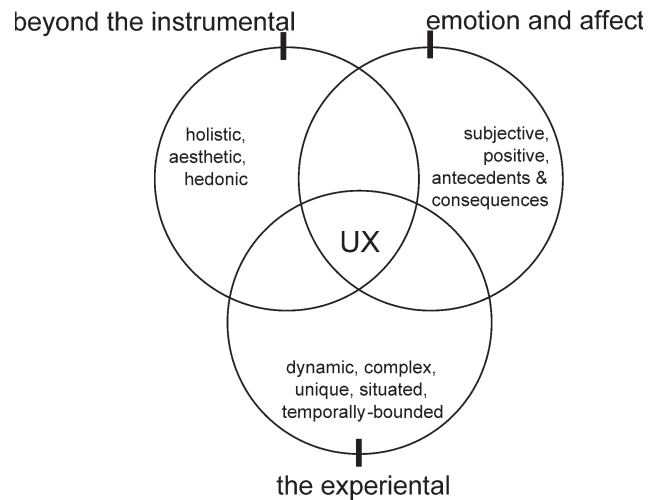 beyond the instrumental
emotion and affect
holistic,
aesthetic,
hedonic
subjective,
positive,
antecedents &
consequences
UX
dynamic, complex,
unique, situated,
temporally-bounded
the experiental